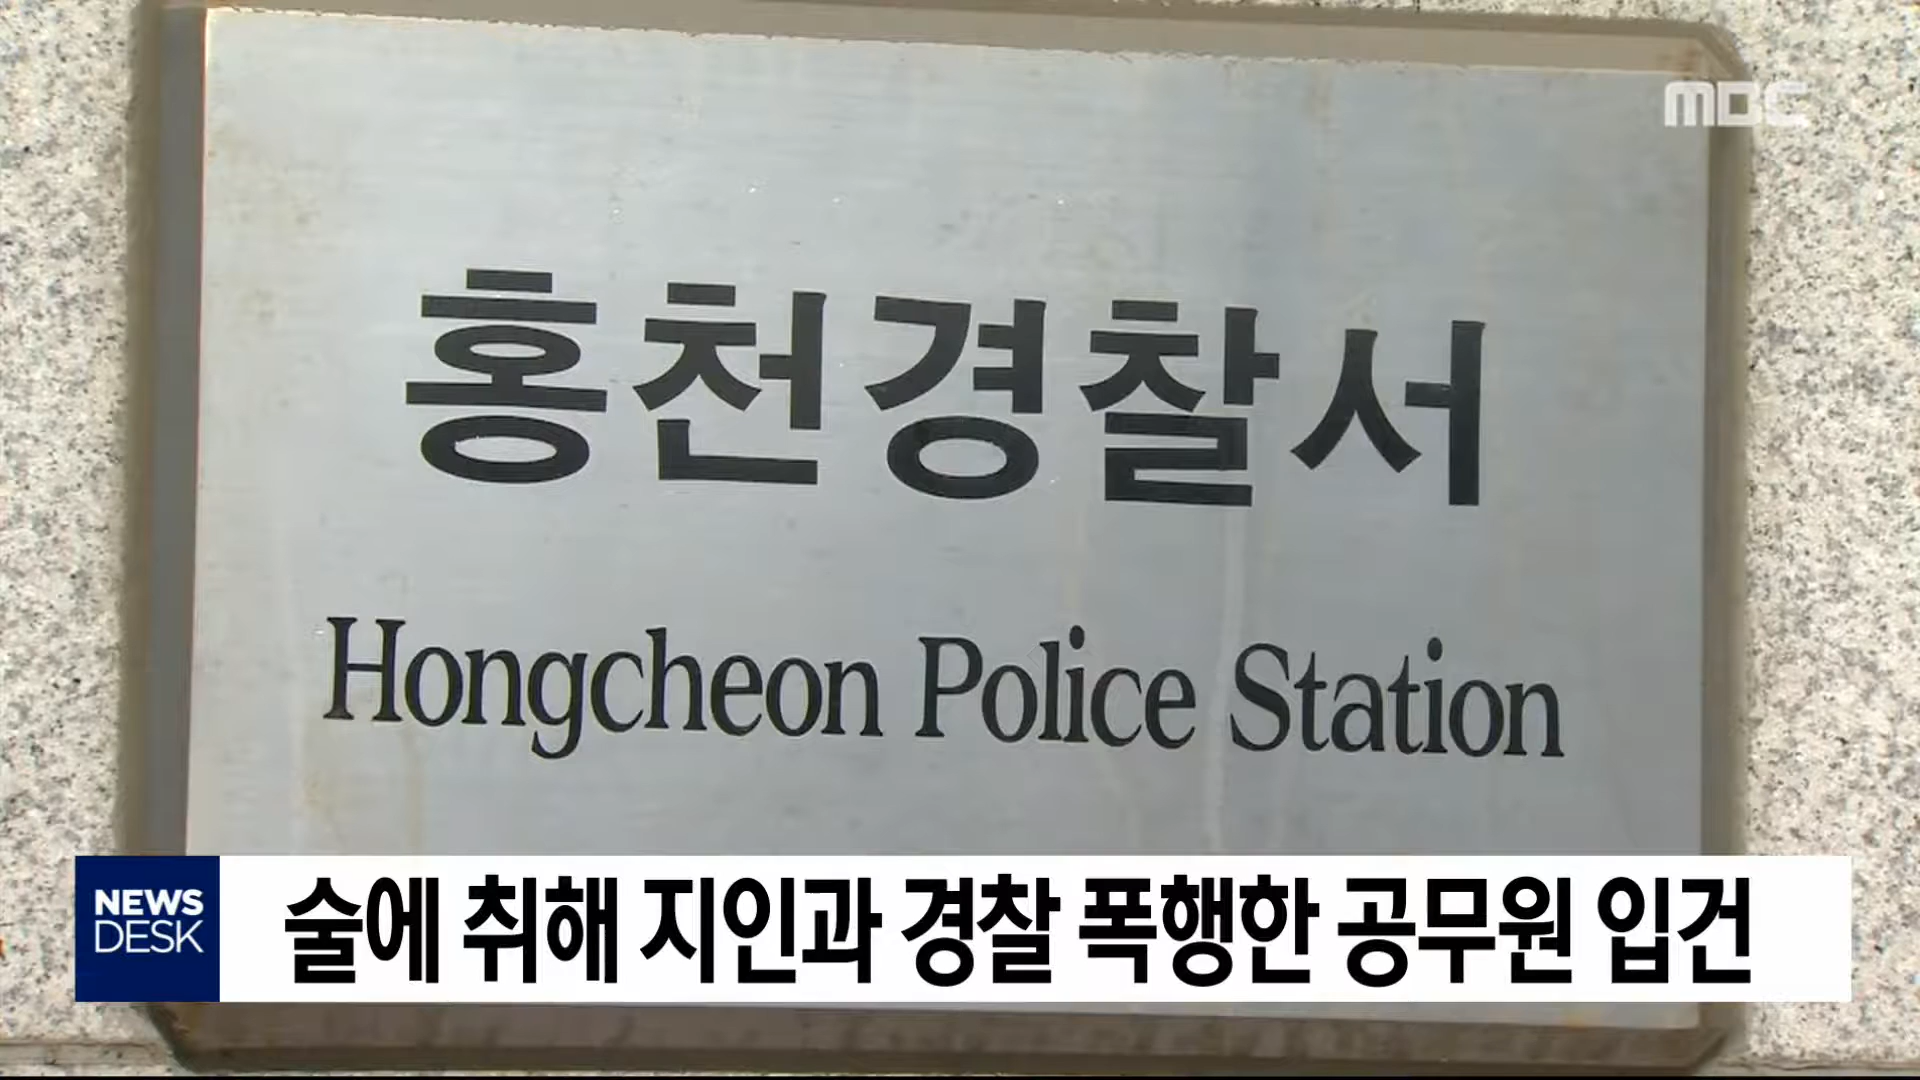 MBC
홍천경찰서
Hongcheon Police Station
NEWS
DESK
술에 취해 지인과 경찰 폭행한 공무원 입건